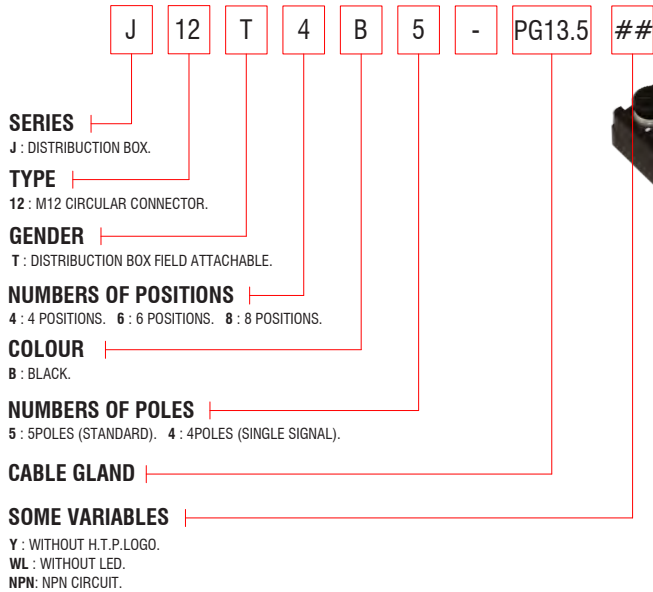 J 12 T 4 B 5 - PG13.5 ##
SERIES
J : DISTRIBUCTION BOX.
TYPE
12 : M12 CIRCULAR CONNECTOR.
GENDER
T : DISTRIBUCTION BOX FIELD ATTACHABLE.
NUMBERS OF POSITIONS
4 : 4 POSITIONS. 6 : 6 POSITIONS. 8 : 8 POSITIONS.
COLOUR
B : BLACK.
NUMBERS OF POLES
5 : 5POLES (STANDARD). 4 : 4POLES (SINGLE SIGNAL).
CABLE GLAND
SOME VARIABLES
Y : WITHOUT H.T.P.LOGO.
WL : WITHOUT LED.
NPN: NPN CIRCUIT.